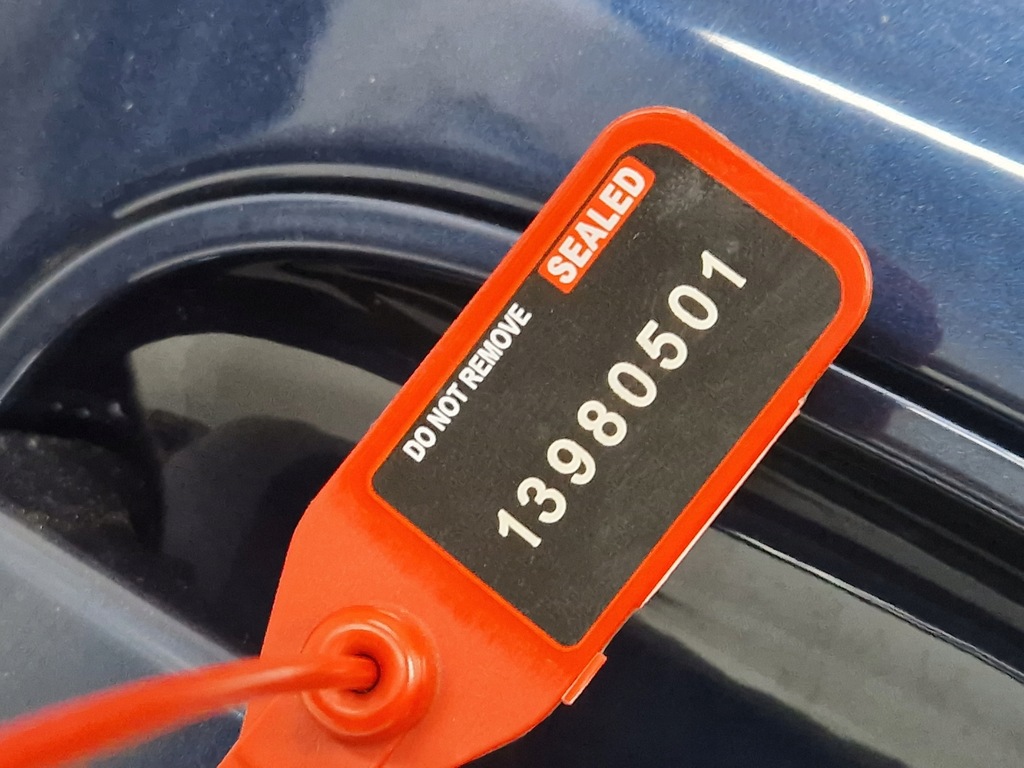 DO NOT REMOVE SEALED
13980501